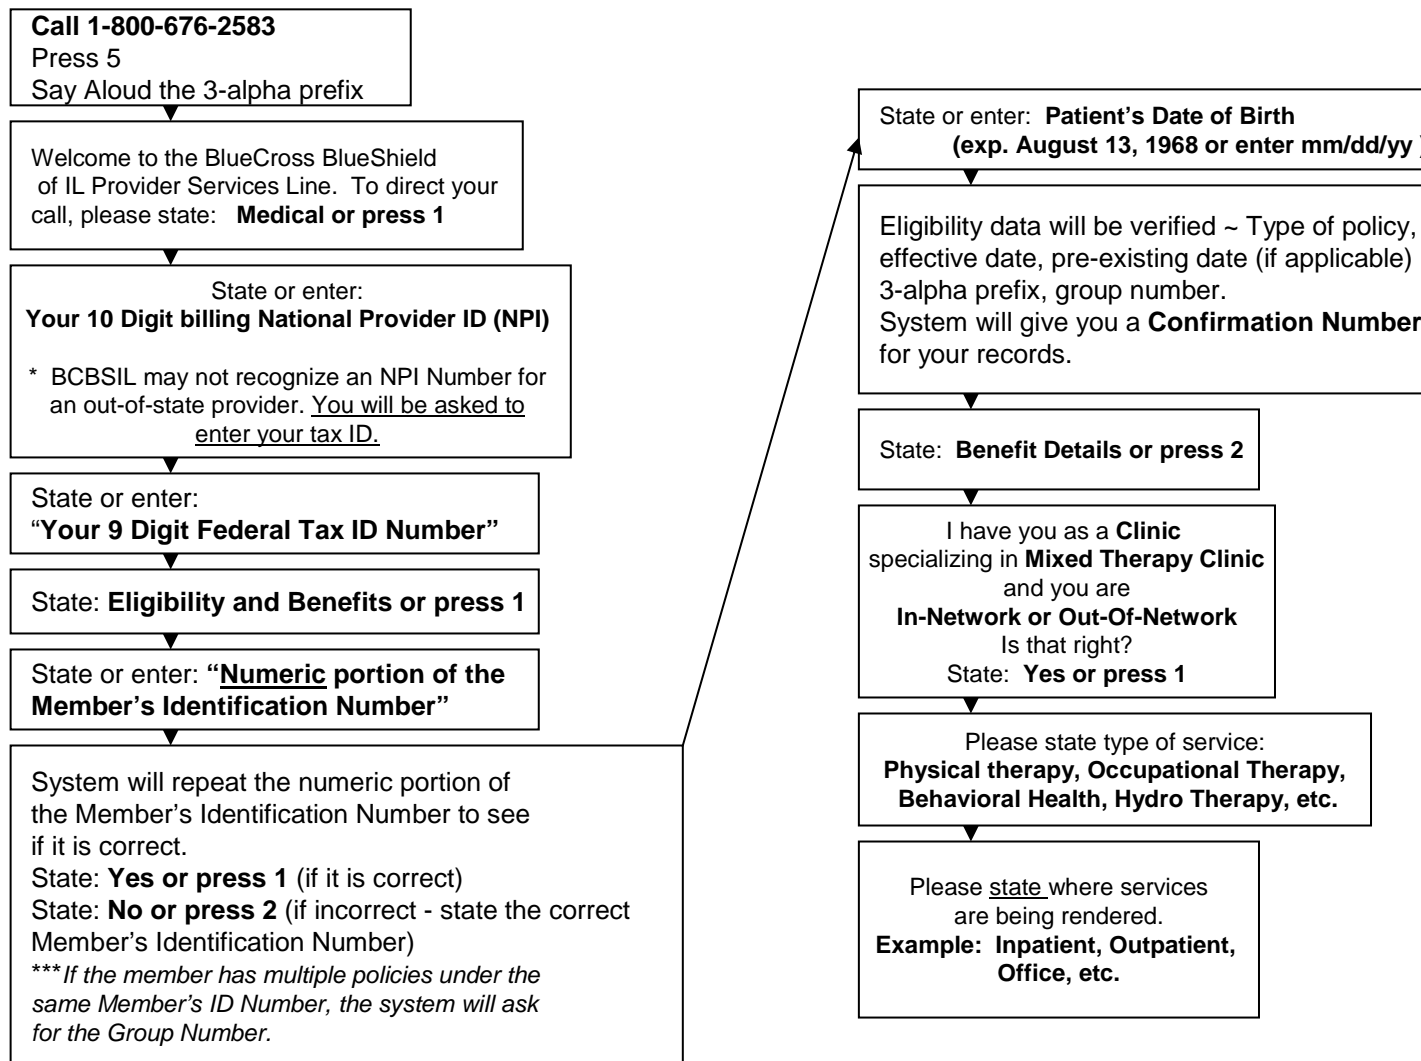 Call 1-800-676-2583
Press 5
Say Aloud the 3-alpha prefix
Welcome to the BlueCross BlueShield
of IL Provider Services Line. To direct your
call, please state: Medical or press 1
State or enter:
Your 10 Digit billing National Provider ID (NPI)
* BCBSIL may not recognize an NPI Number for
an out-of-state provider. You will be asked to
enter your tax ID.
State or enter:
“Your 9 Digit Federal Tax ID Number”
State: Eligibility and Benefits or press 1
State or enter: “Numeric portion of the
Member’s Identification Number”
System will repeat the numeric portion of
the Member’s Identification Number to see
if it is correct.
State: Yes or press 1 (if it is correct)
State: No or press 2 (if incorrect - state the correct
Member’s Identification Number)
***If the member has multiple policies under the
same Member’s ID Number, the system will ask
for the Group Number.
State or enter: Patient’s Date of Birth
(exp. August 13, 1968 or enter mm/dd/yy )
Eligibility data will be verified ~ Type of policy,
effective date, pre-existing date (if applicable)
3-alpha prefix, group number.
System will give you a Confirmation Number
for your records.
State: Benefit Details or press 2
I have you as a Clinic
specializing in Mixed Therapy Clinic
and you are
In-Network or Out-Of-Network
Is that right?
State: Yes or press 1
Please state type of service:
Physical therapy, Occupational Therapy,
Behavioral Health, Hydro Therapy, etc.
Please state where services
are being rendered.
Example: Inpatient, Outpatient,
Office, etc.